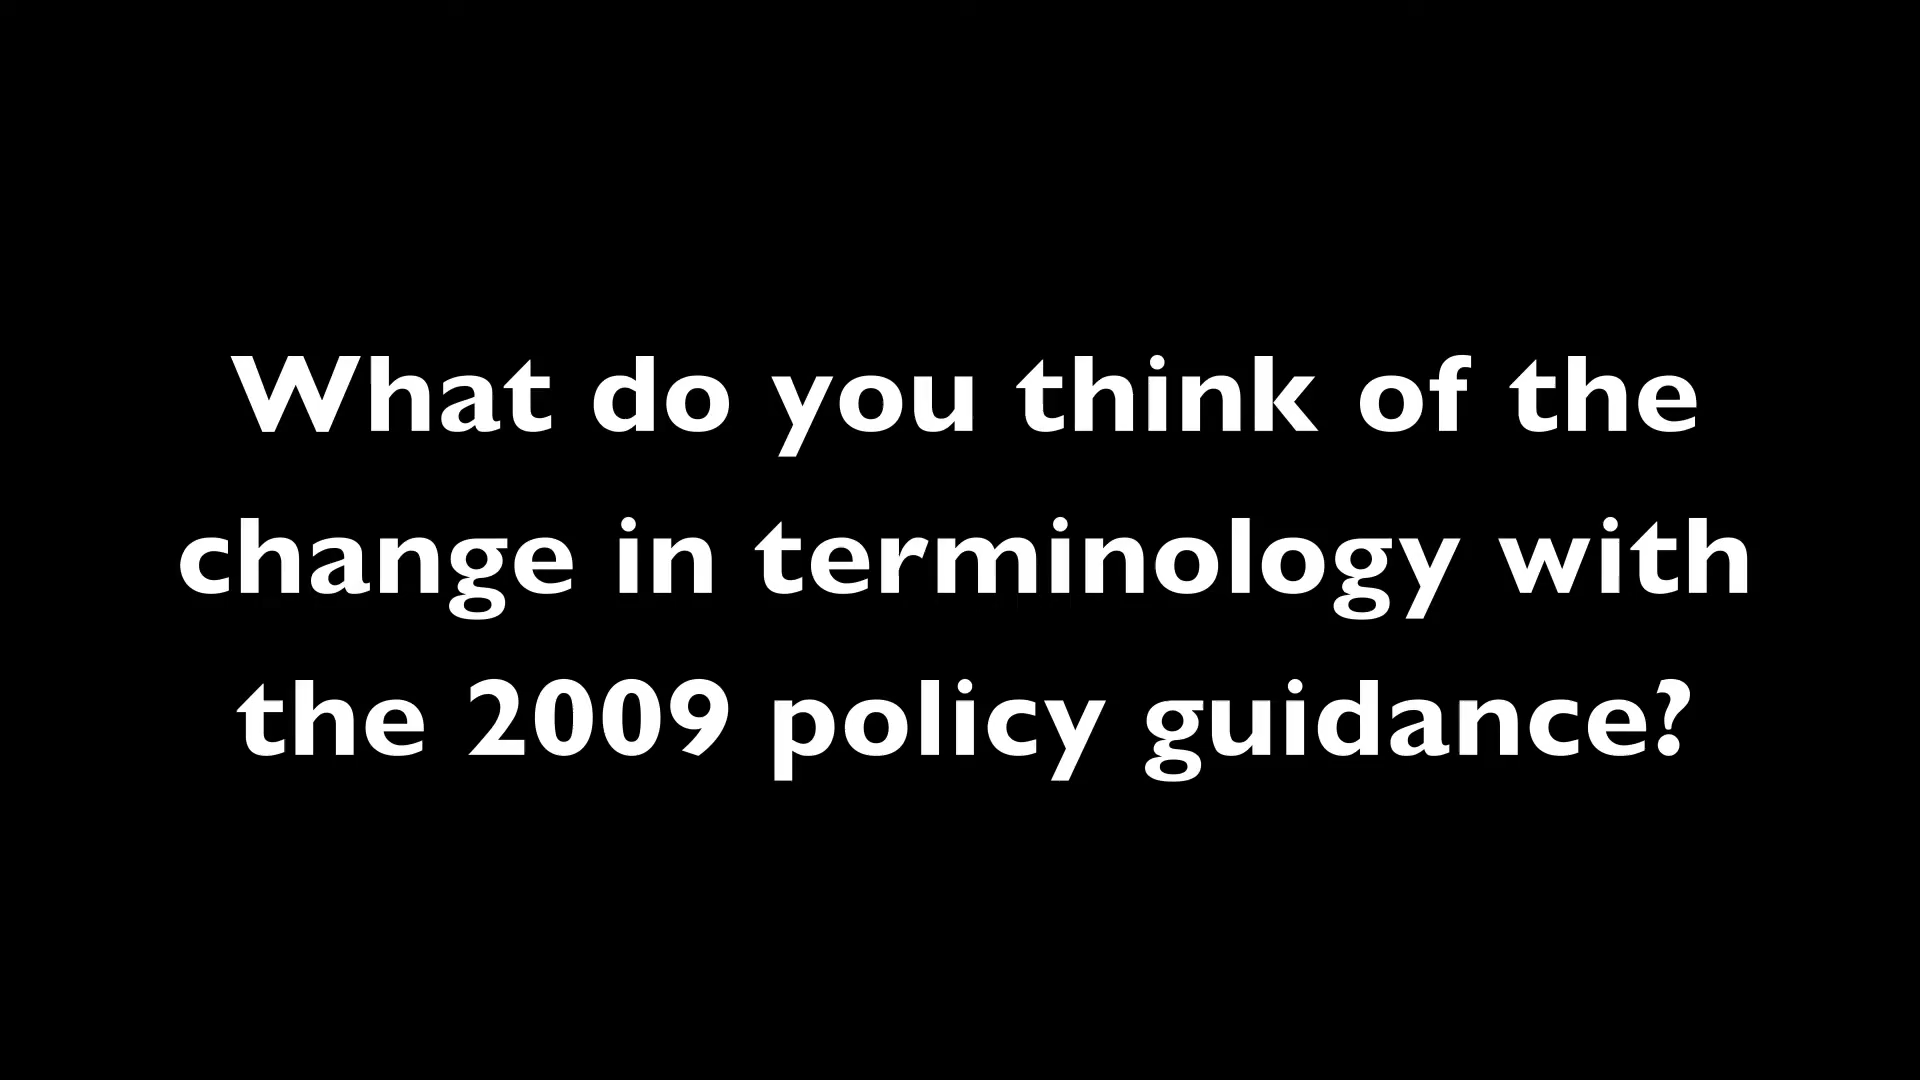 What do you think of the
change in terminology with
the 2009 policy guidance?